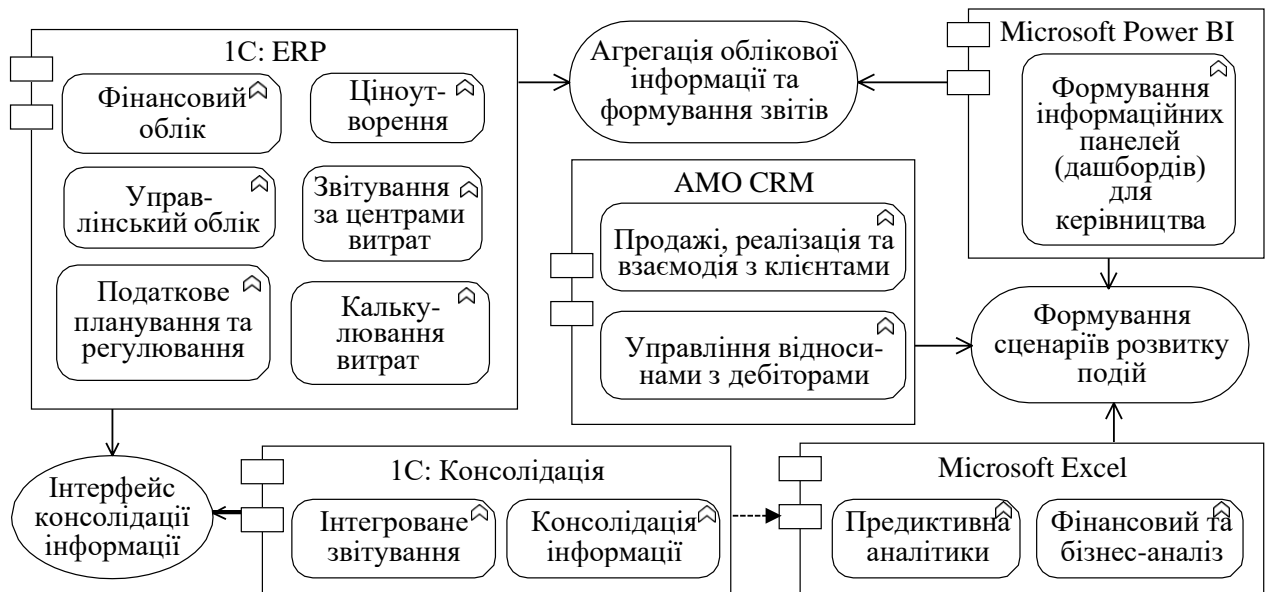 1С: ERP
Фінансовий
облік
Ціноут-
ворення
Управ-
лінський облік
Звітування
за центрами
витрат
Податкове
планування та
регулювання
Кальку-
лювання
витрат
Агрегація облікової
інформації та
формування звітів
Microsoft Power BI
Формування
інформаційних
панелей
(дашбордів)
для
керівництва
AMO CRM
Продажі, реалізація та
взаємодія з клієнтами
Управління відноси-
нами з дебіторами
Формування
сценаріїв розвитку
подій
Інтерфейс
консолідації
інформації
1С: Консолідація
Інтегроване
звітування
Консолідація
інформації
Microsoft Excel
Предиктивна
аналітики
Фінансовий та
бізнес-аналіз